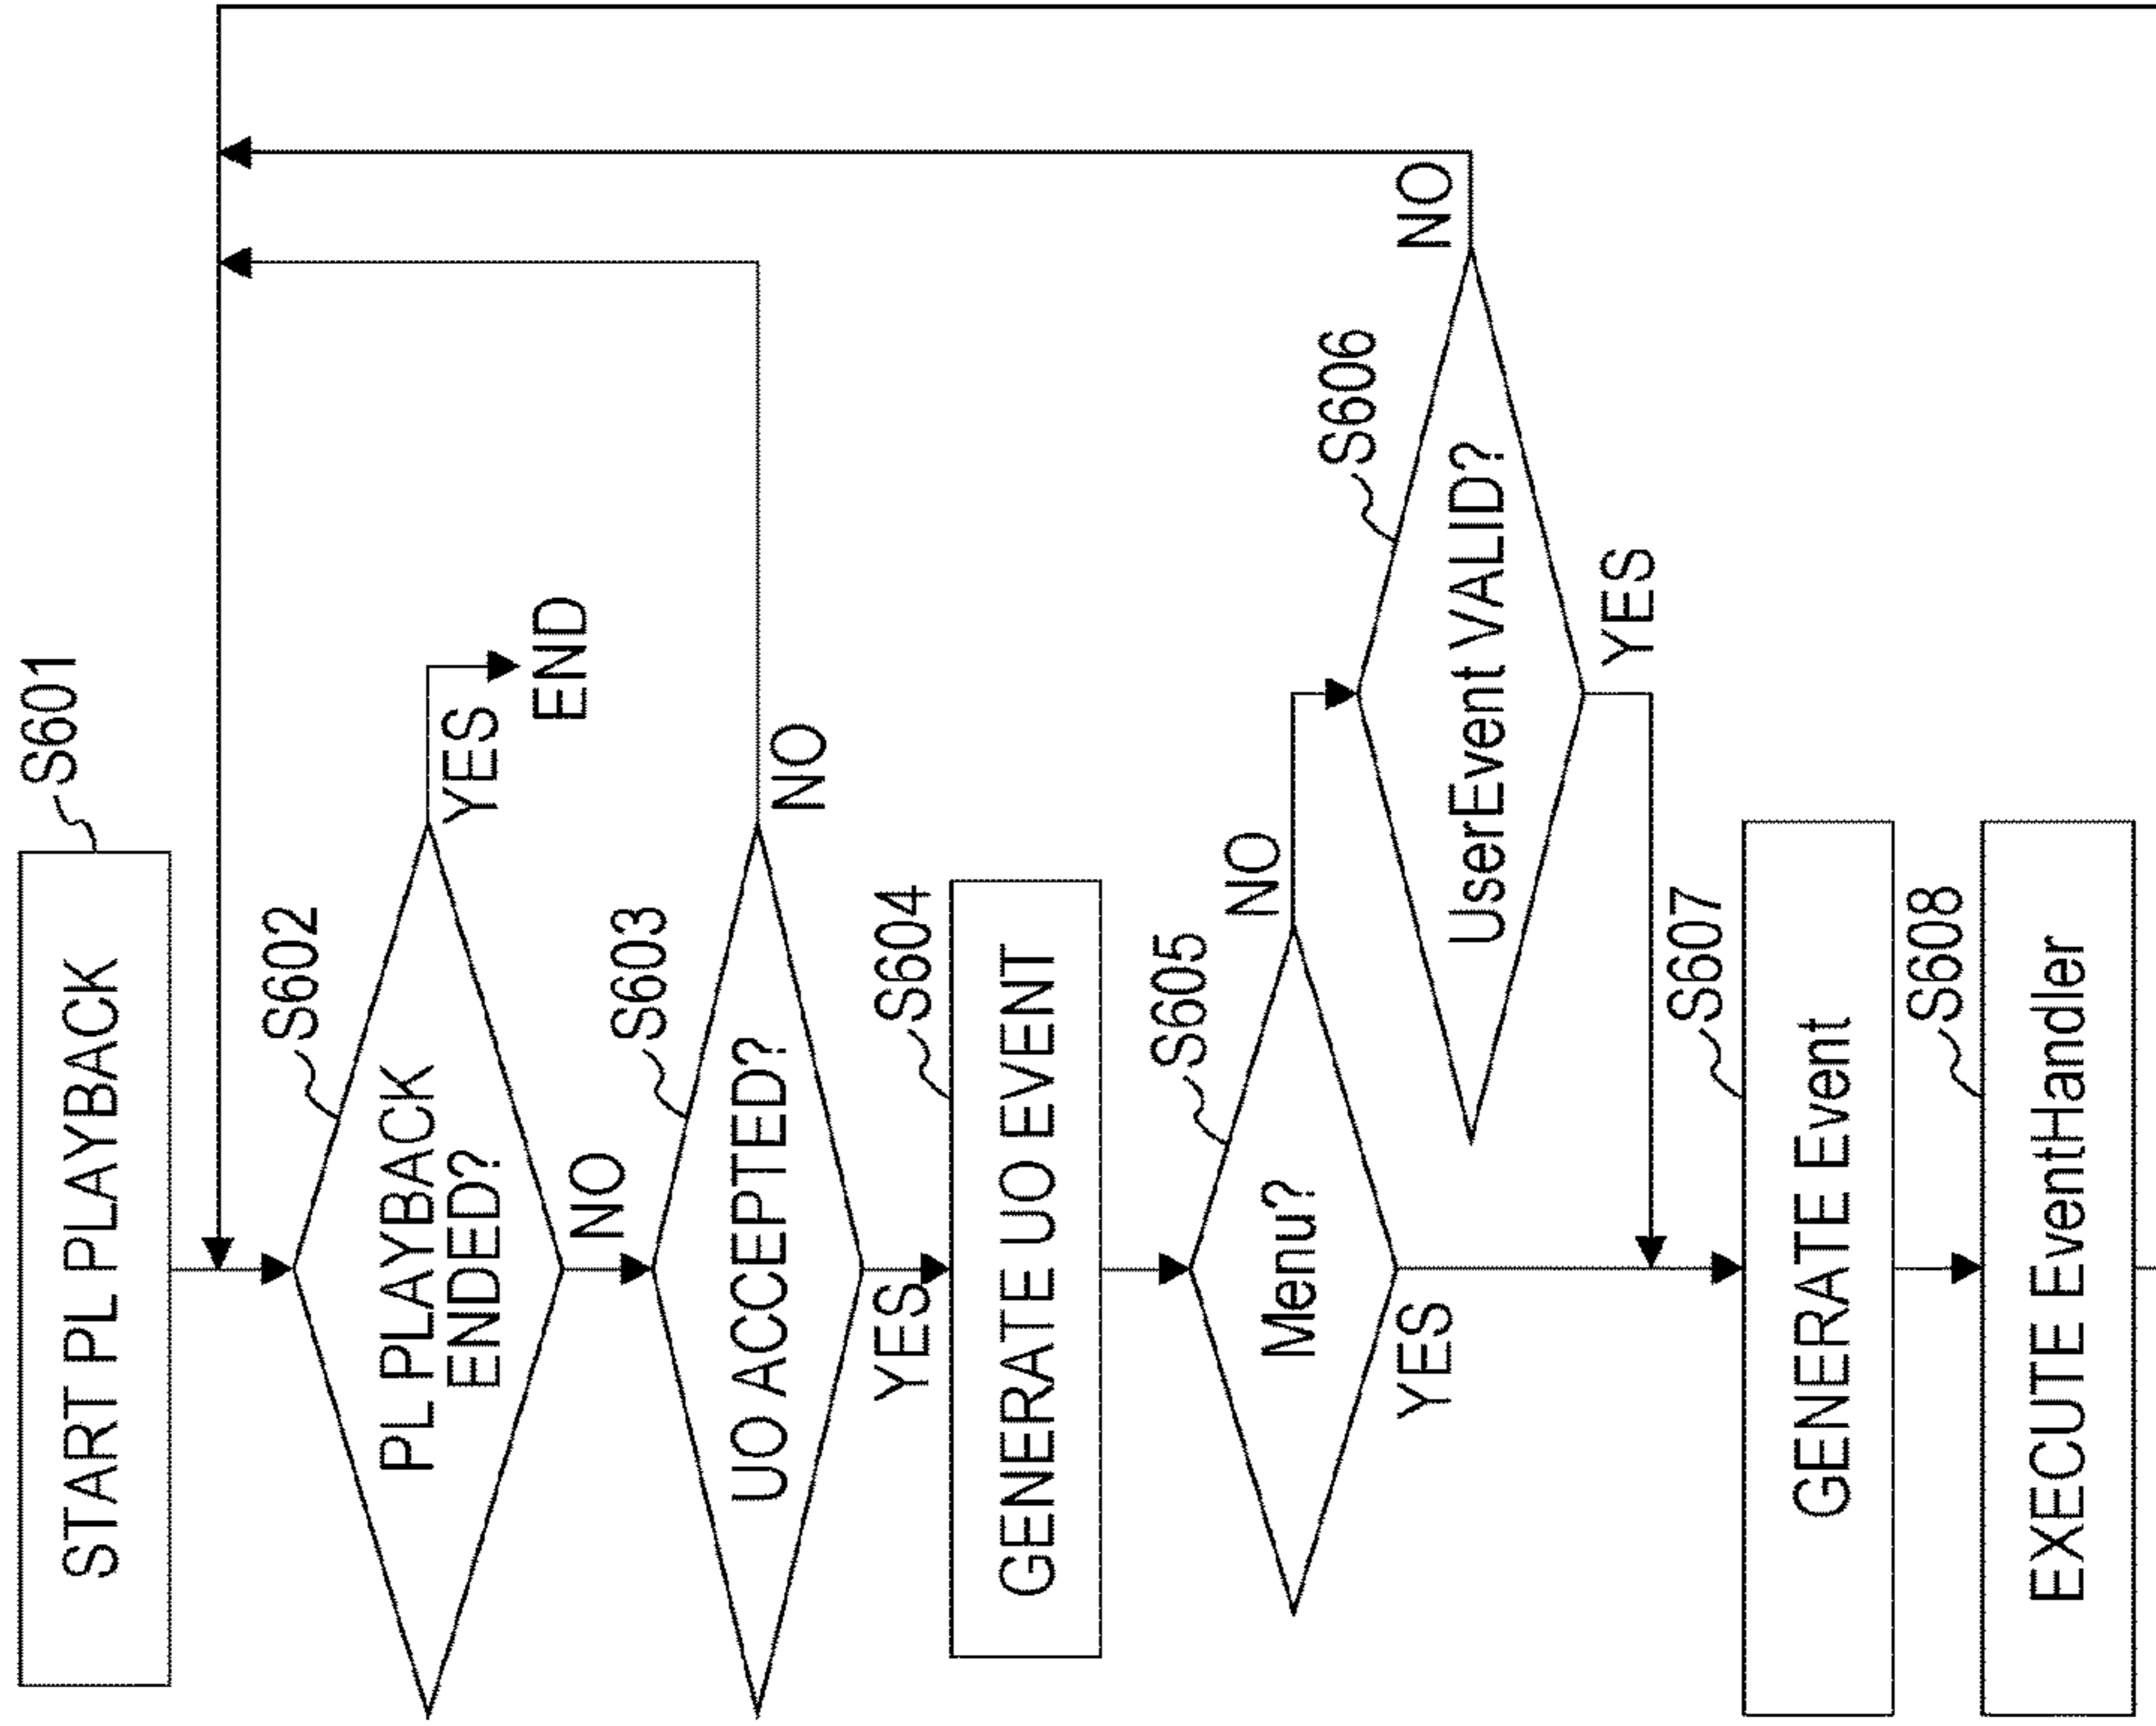 START PL PLAYBACK
S601
PL PLAYBACK
ENDED?
S602
YES
END
NO
UO ACCEPTED?
S603
NO
YES
GENERATE UO EVENT
S604
Menu?
S605
NO
YES
UserEvent VALID?
S606
NO
YES
GENERATE Event
S607
EXECUTE EventHandler
S608